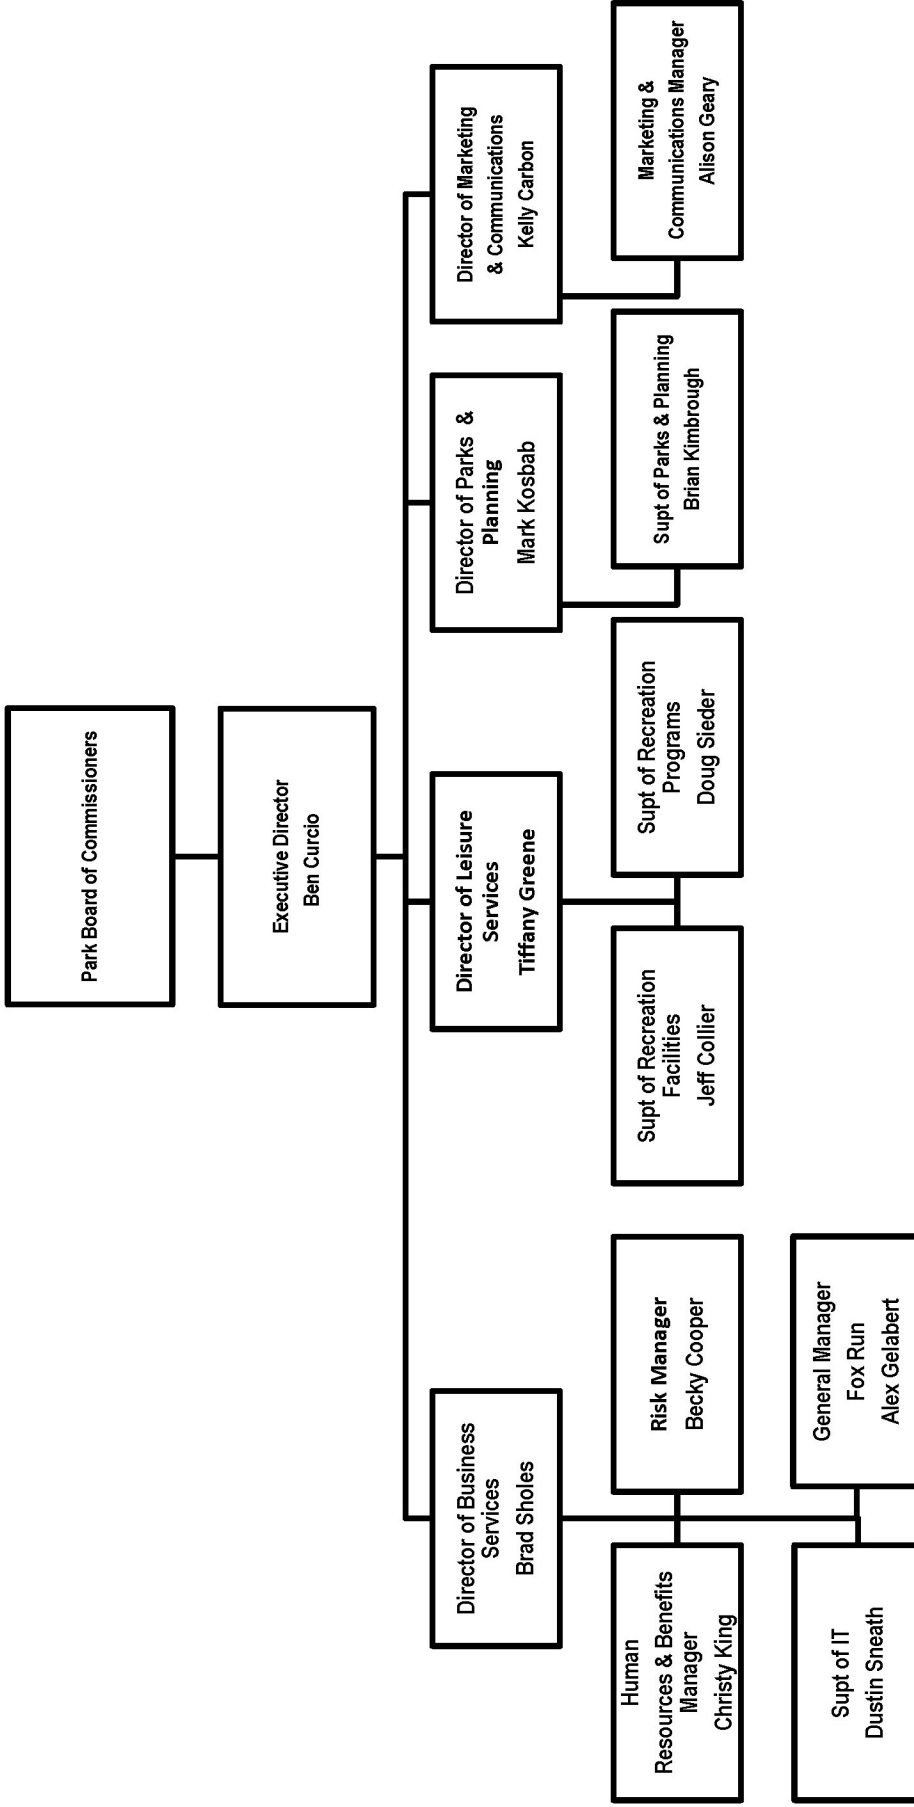 Park Board of Commissioners
Executive Director
Ben Curcio
Director of Business
Services
Brad Sholes
Director of Leisure
Services
Tiffany Greene
Director of Parks &
Planning
Mark Kosbab
Director of Marketing
& Communications
Kelly Carbon
Human
Resources & Benefits
Manager
Christy King
Risk Manager
Becky Cooper
Supt of Recreation
Facilities
Jeff Collier
Supt of Recreation
Programs
Doug Sieder
Supt of Parks & Planning
Brian Kimbrough
Marketing &
Communications Manager
Alison Geary
Supt of IT
Dustin Sneath
General Manager
Fox Run
Alex Gelabert